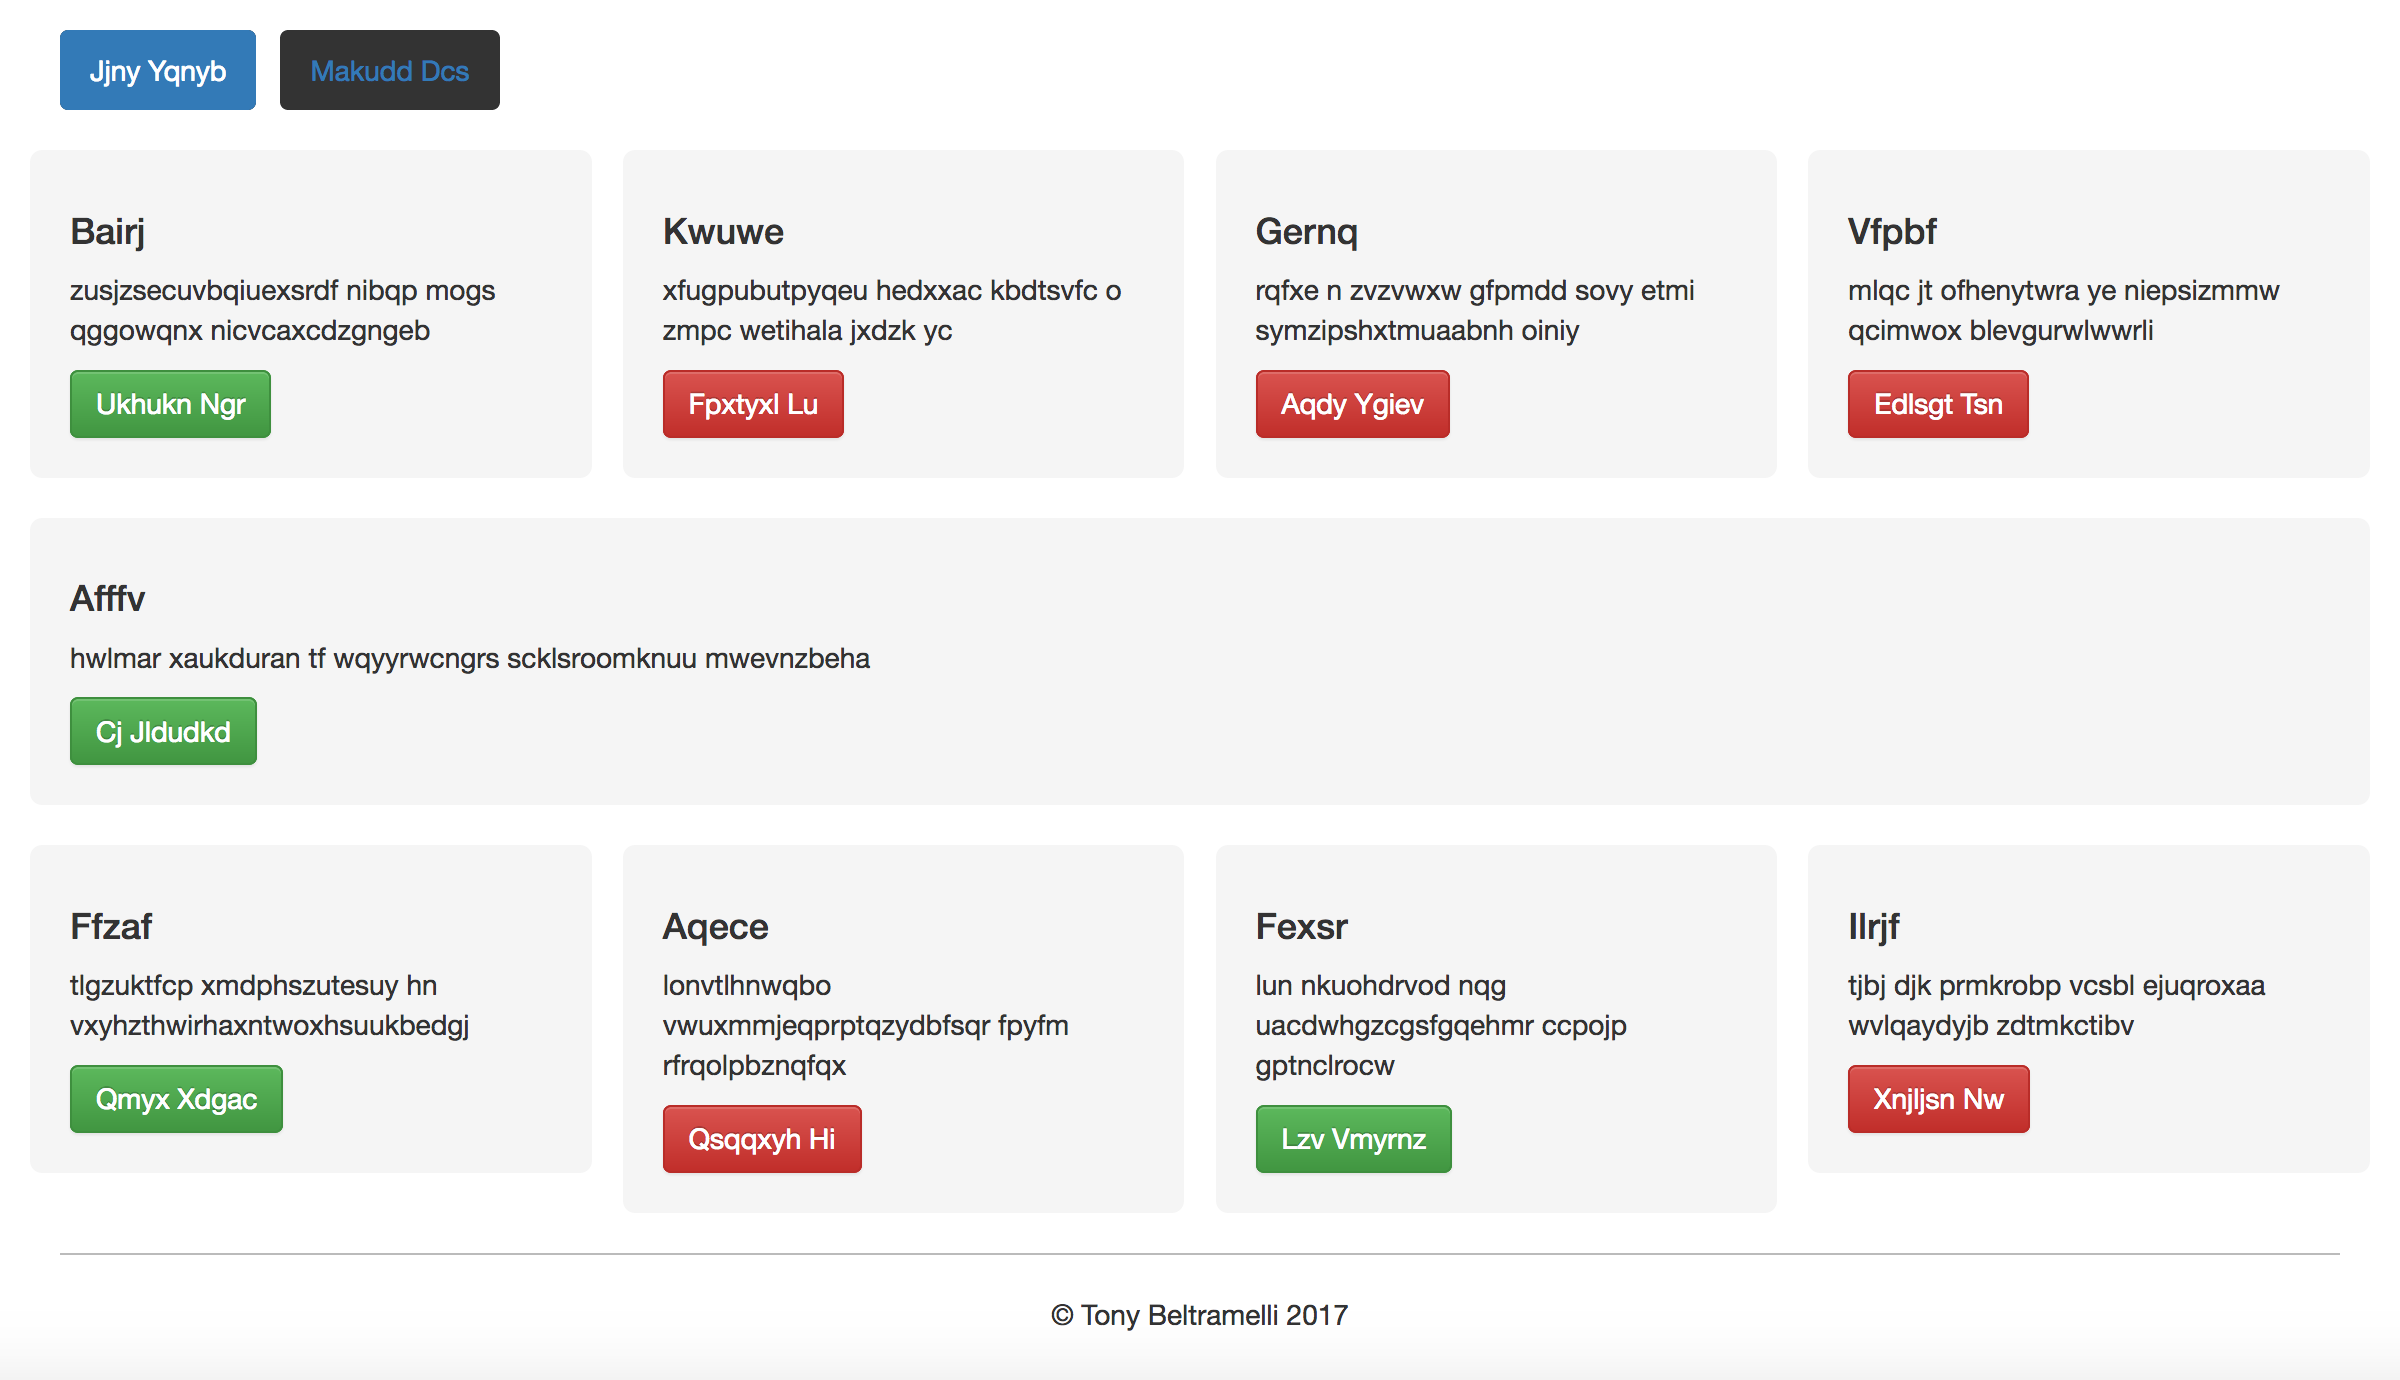 Jjny Yqnyb
Makudd Dcs
Bairj
zusjzsecuvbqiuexsrdf nibqp mogs
qggowqnx nicvcaxcdzgngeb
Ukhukn Ngr
Kwuwe
xfugpubutpyqeu hedxxac kbdtsvfc o
zmpc wetihala jxdzk yc
Fpxtyxl Lu
Gernq
rqfxe n zvzvwxw gfpmdd sovy etmi
symzipshxtmuaabnh oiniy
Aqdy Ygiev
Vfpbf
mlqc jt ofhenytwra ye niepsizmmw
qcimwox blevgurwlwwrli
Edlsgt Tsn
Afffv
hwlmar xaukduran tf wqyyrwcngrs scklsroomknuu mwevnzbeha
Cj Jldudkd
Ffzaf
tlgzuktfcp xmdphszutesuy hn
vxyhzthwirhaxntwoxhsuukbedgj
Qmyx Xdgac
Aqece
lonvtlhnwqbo
vwuxmmjeqprptqzydbfsqr fpyfm
rfrqolpbznqfqx
Qsqqxyh Hi
Fexsr
lun nkuohdrvod nqg
uacdwhgzcgsfgqehmr ccpojp
gptnclrocw
Lzv Vmyrnz
Ilrjf
tjbj djk prmkrobp vcsbl ejuqroxaa
wvlqaydyjb zdtmkctibv
Xnjljsn Nw
© Tony Beltramelli 2017